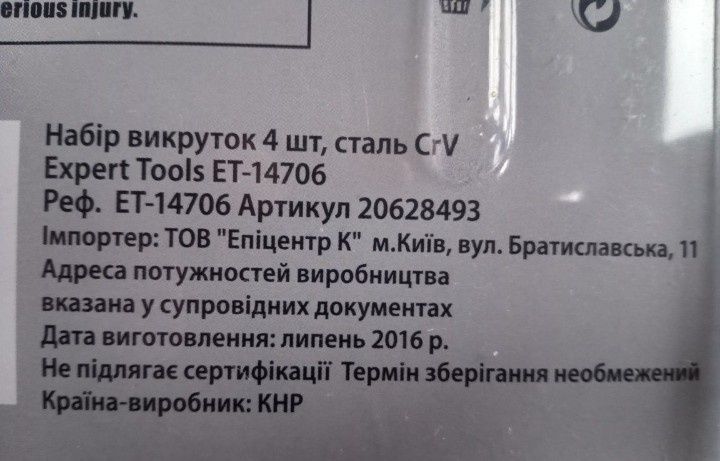 erious injury.
Набір викруток 4 шт, сталь CrV
Expert Tools ET-14706
Реф. ET-14706 Артикул 20628493
Імпортер: ТОВ "Епіцентр К" м.Київ, вул. Братиславська, 11
Адреса потужностей виробництва
вказана у супровідних документах
Дата виготовлення: липень 2016 р.
Не підлягає сертифікації Термін зберігання необмежений
Країна-виробник: КНР